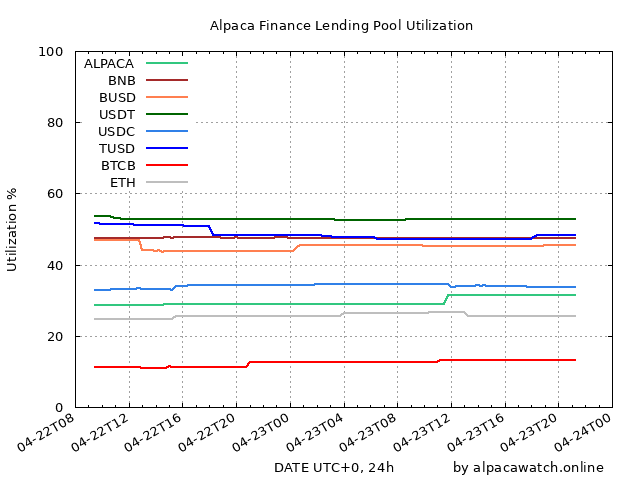 Alpaca Finance Lending Pool Utilization
Utilization %
100
80
60
40
20
0
ALPACA
BNB
BUSD
USDT
USDC
TUSD
BTCB
ETH
04-22T08
04-22T12
04-22T16
04-22T20
04-23T00
04-23T04
04-23T08
04-23T12
04-23T16
04-23T20
04-24T00
DATE UTC+0, 24h
by alpacawatch.online